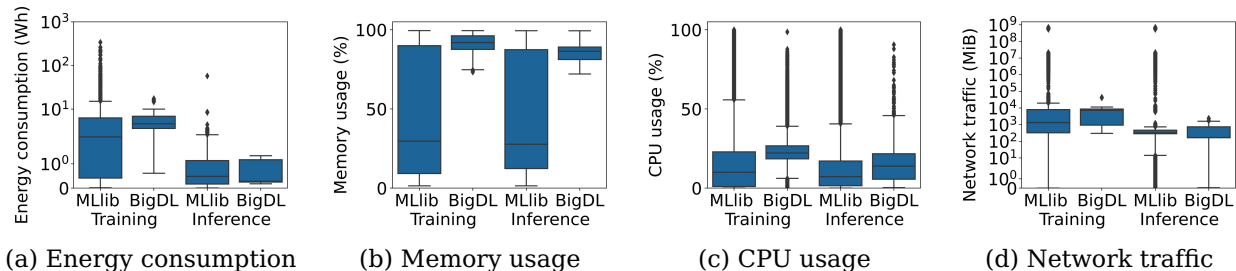 Energy consumption (Wh)
10³
10²
10¹
10⁰
0
MLlib BigDL MLlib BigDL
Training Inference
(a) Energy consumption
Memory usage (%)
100
50
0
MLlib BigDL MLlib BigDL
Training Inference
(b) Memory usage
CPU usage (%)
100
50
0
MLlib BigDL MLlib BigDL
Training Inference
(c) CPU usage
Network traffic (MiB)
10⁹
10⁸
10⁷
10⁶
10⁵
10⁴
10³
10²
10¹
10⁰
0
MLlib BigDL MLlib BigDL
Training Inference
(d) Network traffic